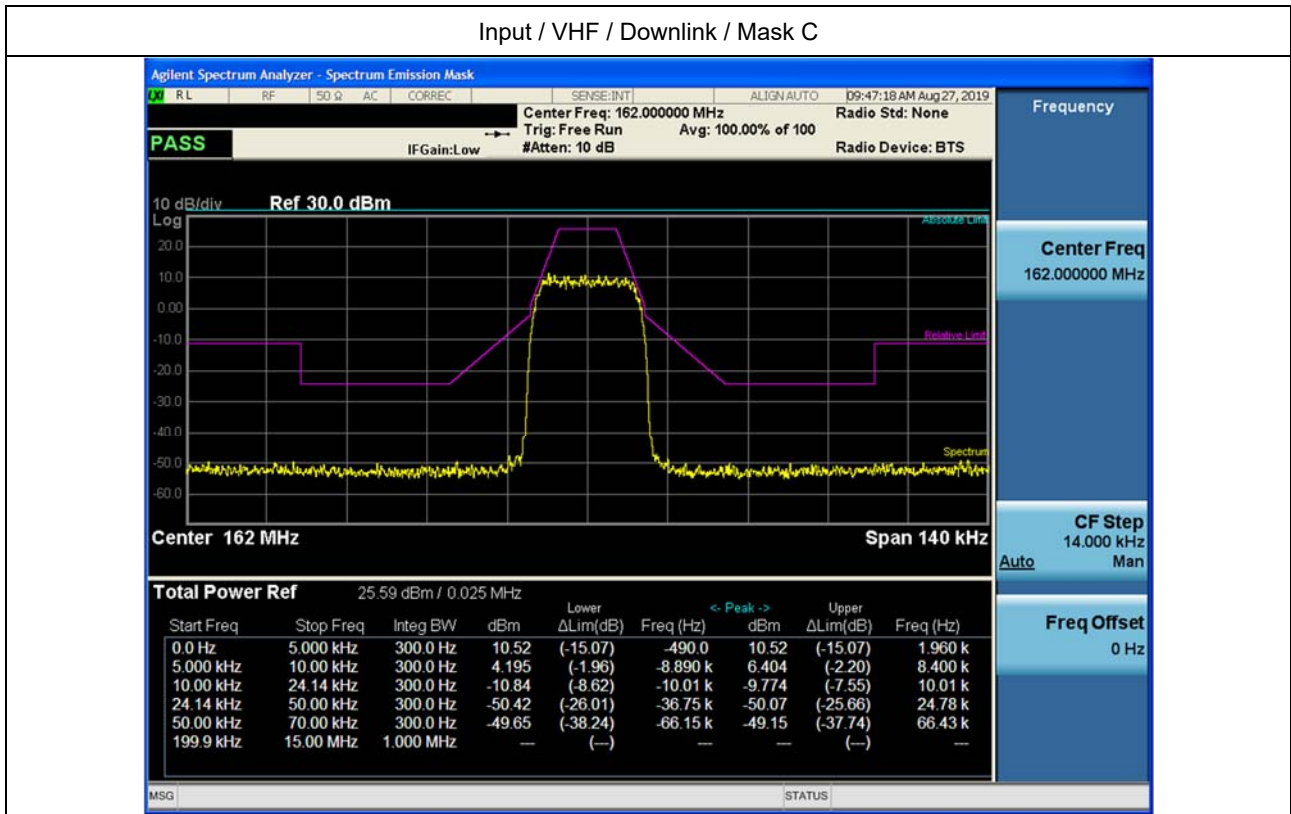 Input / VHF / Downlink / Mask C
Agilent Spectrum Analyzer - Spectrum Emission Mask
LXI RL RF 50 Ω AC CORREC SENSE:INT ALIGN AUTO 09:47:18 AM Aug 27, 2019
Center Freq: 162.000000 MHz Radio Std: None
Trig: Free Run Avg: 100.00% of 100
PASS IFGain:Low #Atten: 10 dB Radio Device: BTS
10 dB/div Ref 30.0 dBm
Log
Absolute Limit
20.0
10.0
0.00
-10.0
Relative Limit
-20.0
-30.0
-40.0
Spectrum
-50.0
-60.0
Center 162 MHz Span 140 kHz
Total Power Ref 25.59 dBm / 0.025 MHz
Lower <- Peak -> Upper
Start Freq Stop Freq Integ BW dBm ΔLim(dB) Freq (Hz) dBm ΔLim(dB) Freq (Hz)
0.0 Hz 5.000 kHz 300.0 Hz 10.52 (-15.07) -490.0 10.52 (-15.07) 1.960 k
5.000 kHz 10.00 kHz 300.0 Hz 4.195 (-1.96) -8.890 k 6.404 (-2.20) 8.400 k
10.00 kHz 24.14 kHz 300.0 Hz -10.84 (-8.62) -10.01 k -9.774 (-7.55) 10.01 k
24.14 kHz 50.00 kHz 300.0 Hz -50.42 (-26.01) -36.75 k -50.07 (-25.66) 24.78 k
50.00 kHz 70.00 kHz 300.0 Hz -49.65 (-38.24) -66.15 k -49.15 (-37.74) 66.43 k
199.9 kHz 15.00 MHz 1.000 MHz --- (---) --- --- (---) ---
MSG STATUS
Frequency
Center Freq
162.000000 MHz
CF Step
14.000 kHz
Auto Man
Freq Offset
0 Hz